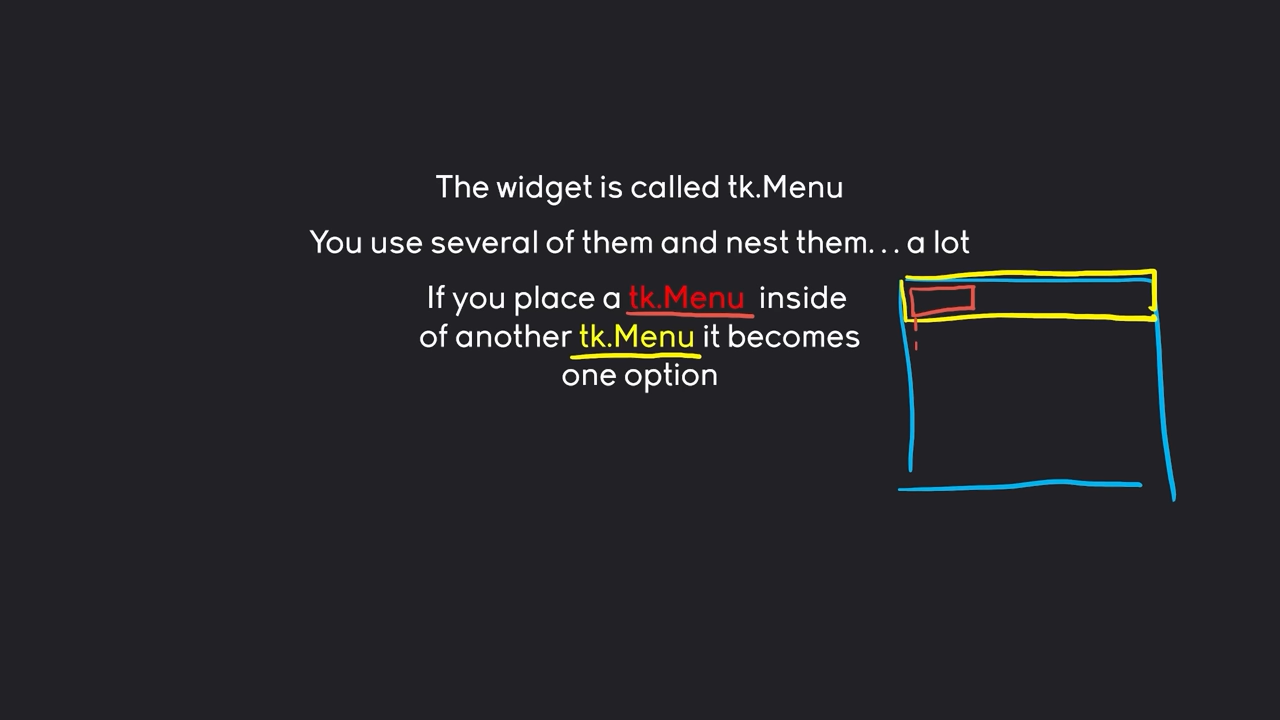 The widget is called tk.Menu
You use several of them and nest them... a lot
If you place a tk.Menu inside
of another tk.Menu it becomes
one option